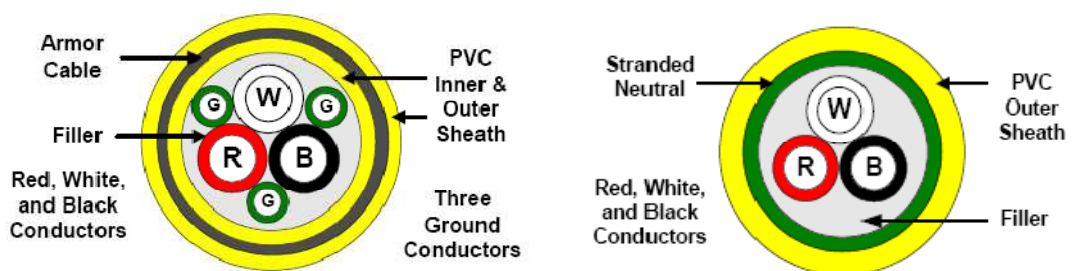 Armor
Cable
Filler
Red, White,
and Black
Conductors
G
W
G
R
B
G
PVC
Inner &
Outer
Sheath
Three
Ground
Conductors
Stranded
Neutral
Red, White,
and Black
Conductors
W
R
B
PVC
Outer
Sheath
Filler